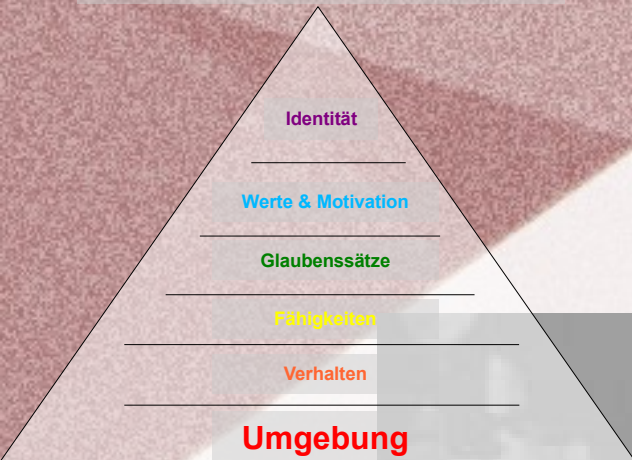 Identität
Werte & Motivation
Glaubenssätze
Fähigkeiten
Verhalten
Umgebung